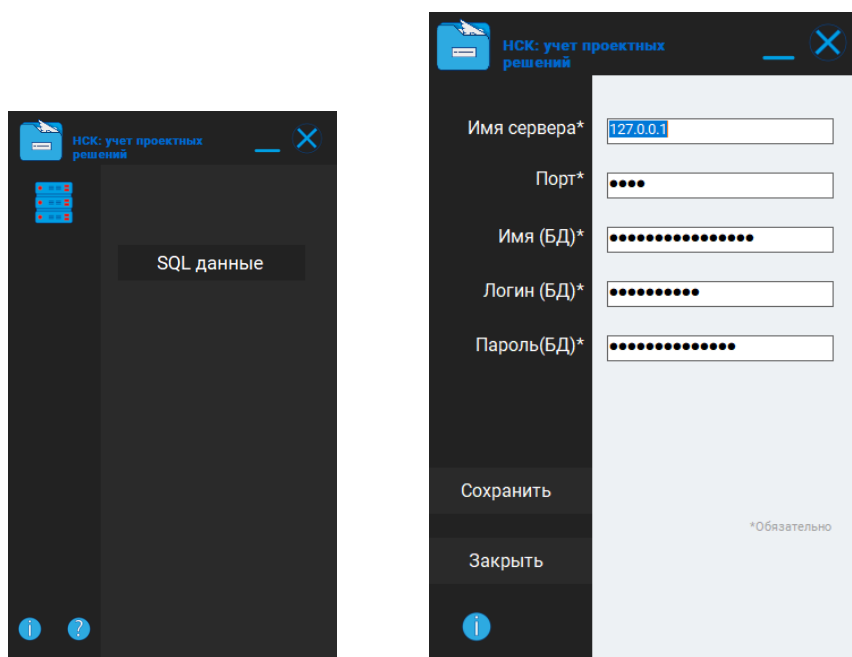 НСК: учет проектных
решений
SQL данные
НСК: учет проектных
решений
Имя сервера*
127.0.0.1
Порт*
●●●●
Имя (БД)*
●●●●●●●●●●●●●●●●
Логин (БД)*
●●●●●●●●●●
Пароль(БД)*
●●●●●●●●●●●●●●
Сохранить
*Обязательно
Закрыть